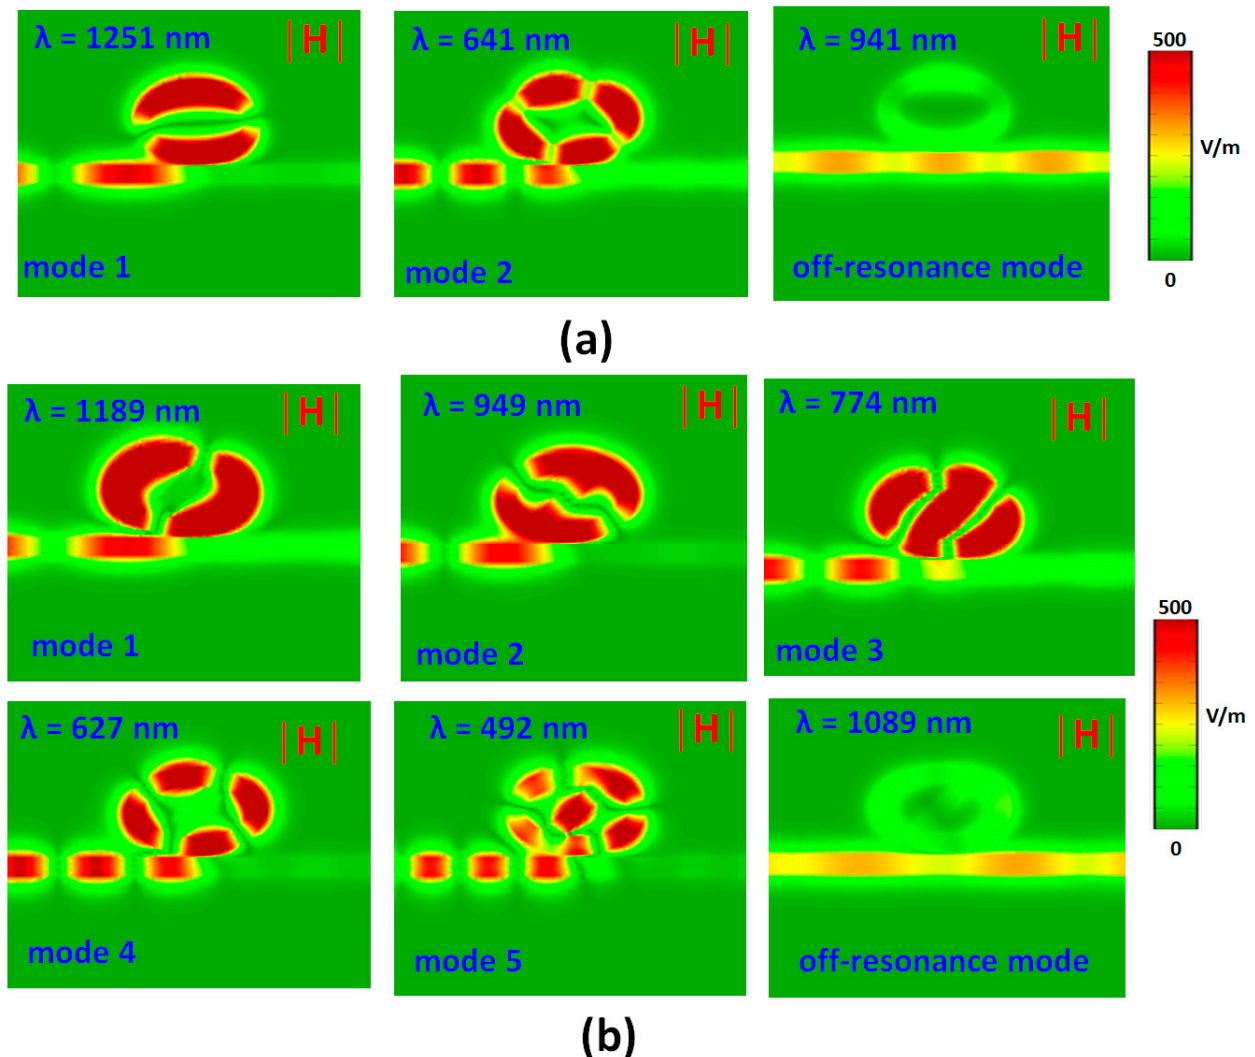 λ = 1251 nm
|H|
mode 1
λ = 641 nm
|H|
mode 2
λ = 941 nm
|H|
off-resonance mode
500
V/m
0
(a)
λ = 1189 nm
|H|
mode 1
λ = 949 nm
|H|
mode 2
λ = 774 nm
|H|
mode 3
500
V/m
0
λ = 627 nm
|H|
mode 4
λ = 492 nm
|H|
mode 5
λ = 1089 nm
|H|
off-resonance mode
(b)